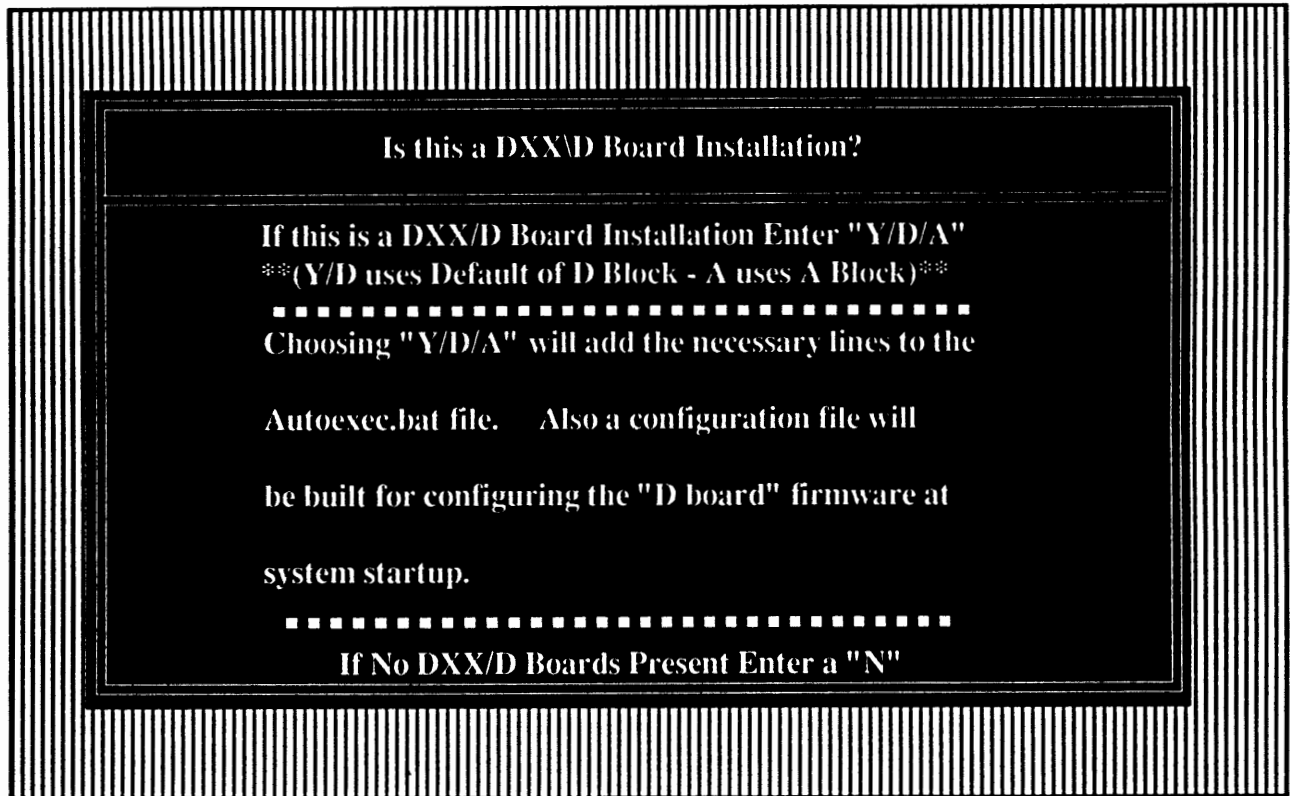 Is this a DXX\D Board Installation?
If this is a DXX/D Board Installation Enter "Y/D/A"
**(Y/D uses Default of D Block - A uses A Block)**
Choosing "Y/D/A" will add the necessary lines to the
Autoexec.bat file. Also a configuration file will
be built for configuring the "D board" firmware at
system startup.
If No DXX/D Boards Present Enter a "N"